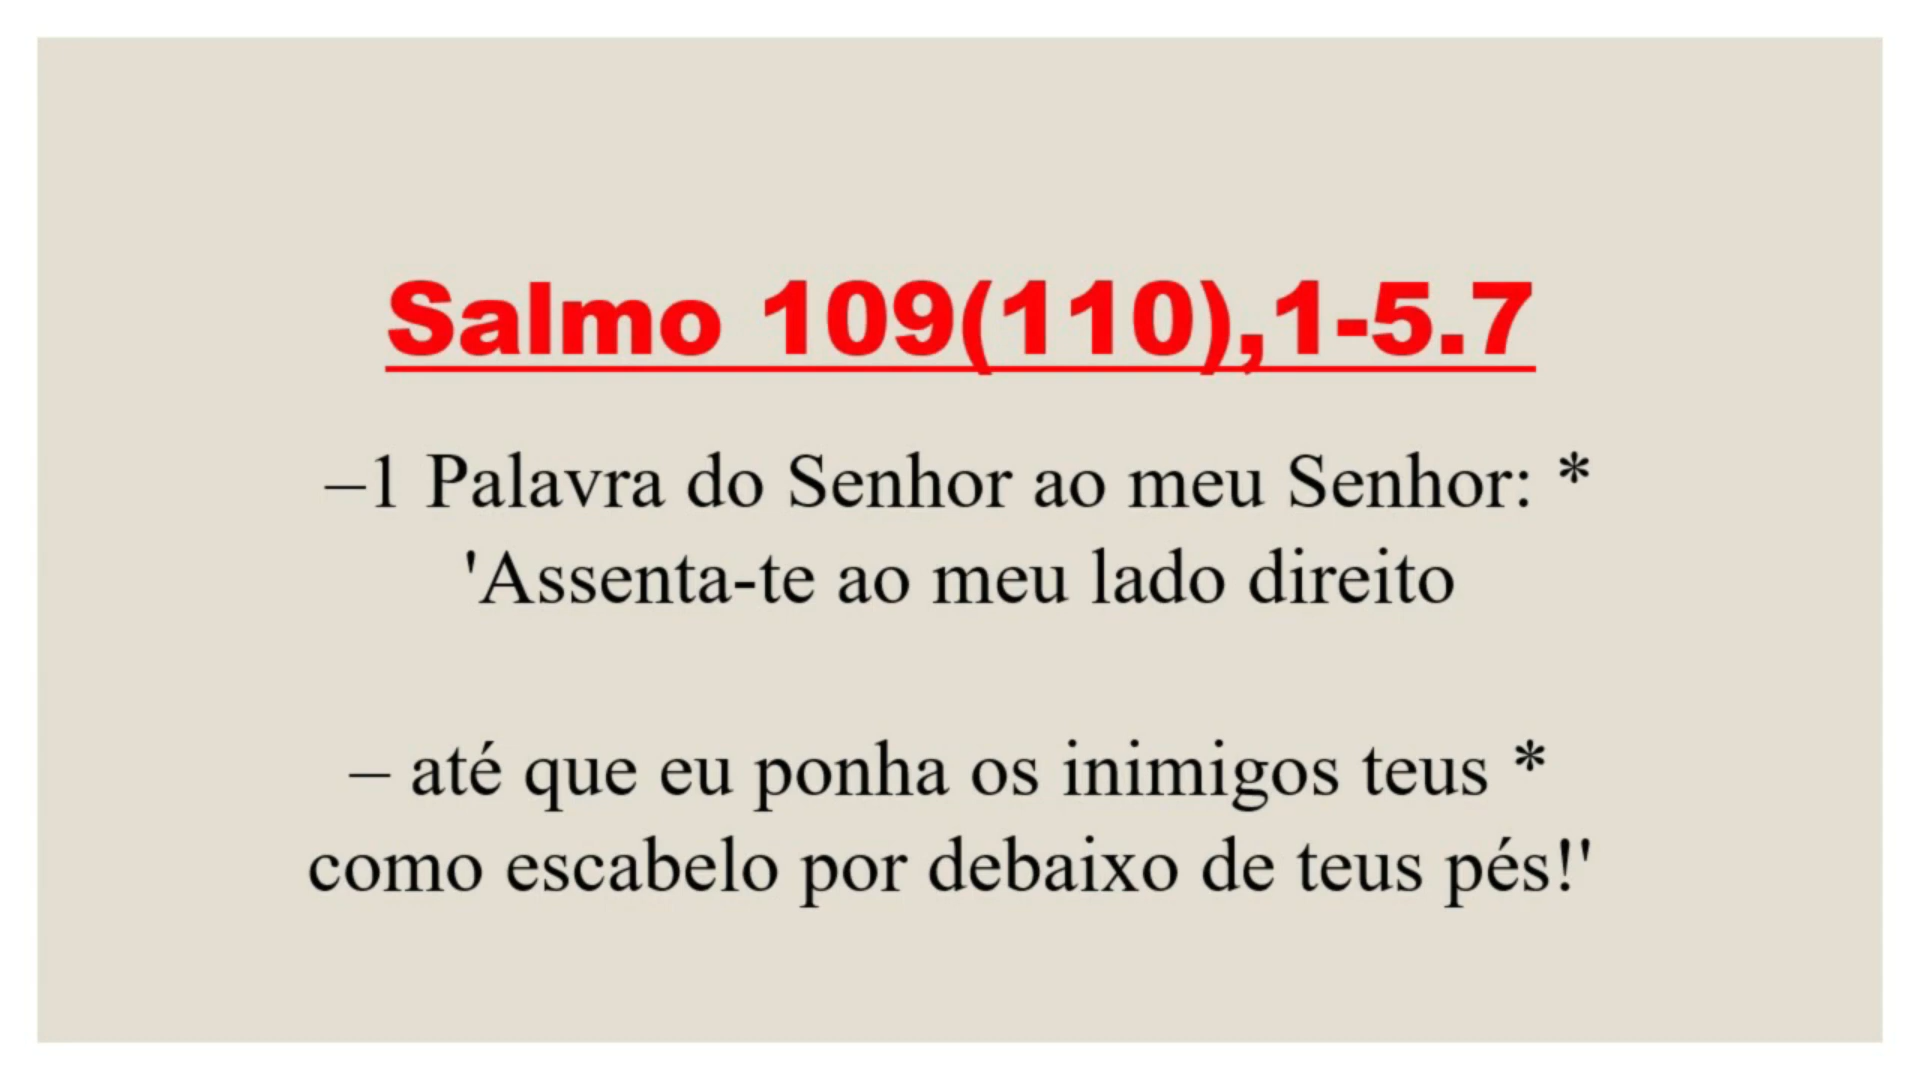 Salmo 109(110),1-5.7
–1 Palavra do Senhor ao meu Senhor: *
'Assenta-te ao meu lado direito
– até que eu ponha os inimigos teus *
como escabelo por debaixo de teus pés!'